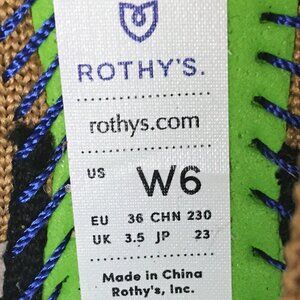 ROTHY'S.
rothys.com
US W6
EU 36 CHN 230
UK 3.5 JP 23
Made in China
Rothy's, Inc.